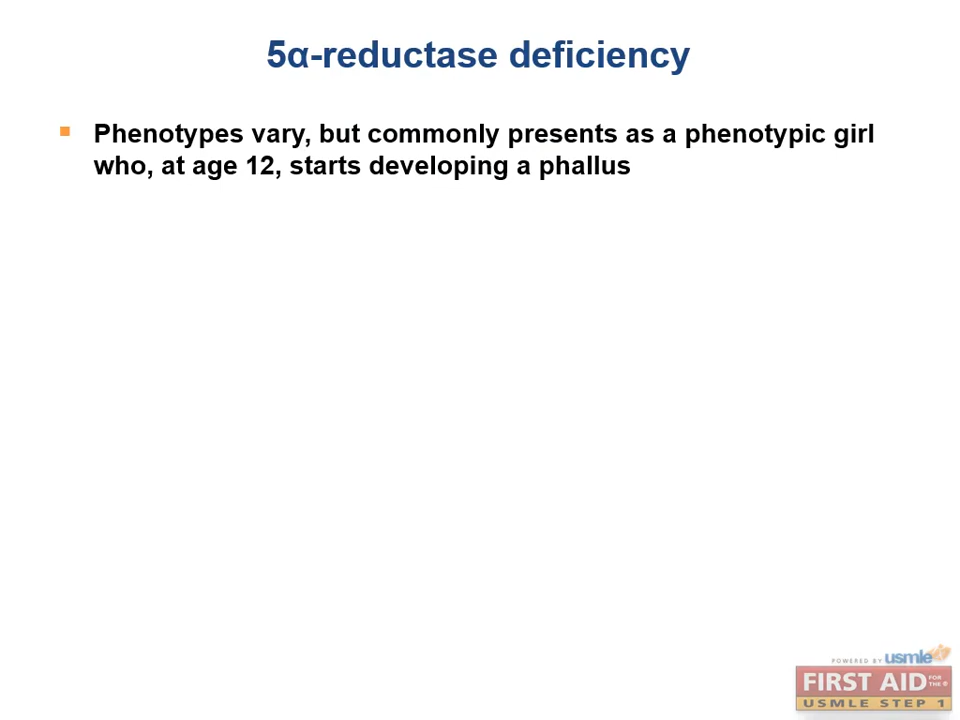 5α-reductase deficiency
Phenotypes vary, but commonly presents as a phenotypic girl
who, at age 12, starts developing a phallus
POWERED BY usmle
FIRST AID FOR THE®
USMLE STEP 1